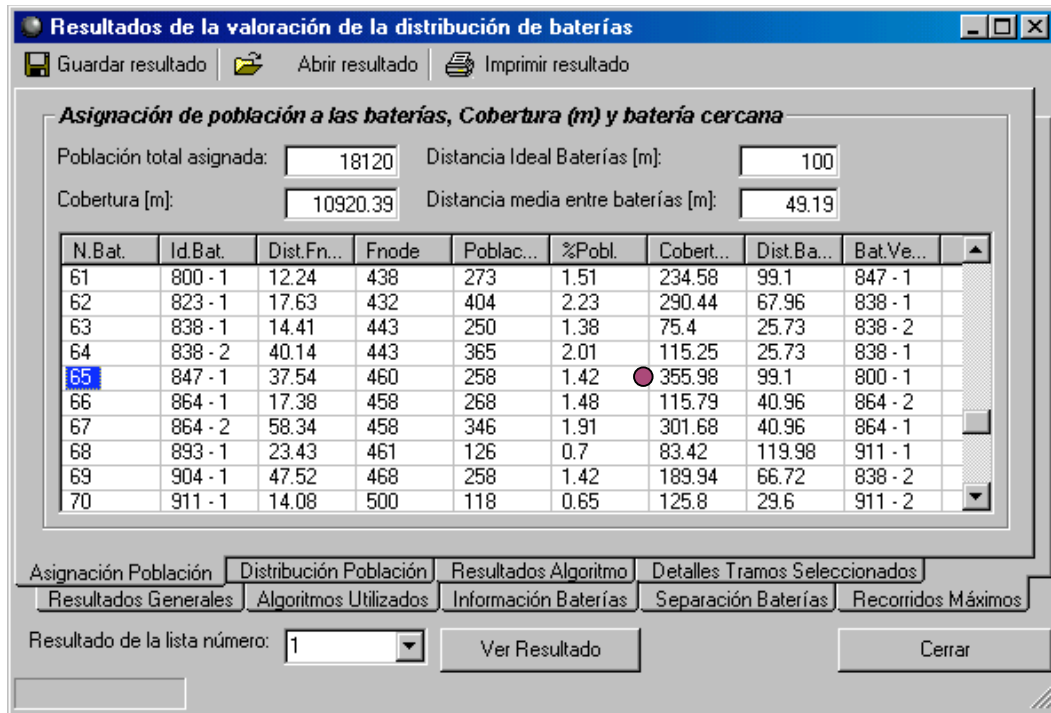 Resultados de la valoración de la distribución de baterías
Guardar resultado Abrir resultado Imprimir resultado
Asignación de población a las baterías, Cobertura (m) y batería cercana
Población total asignada: 18120 Distancia Ideal Baterías [m]: 100
Cobertura [m]: 10920.39 Distancia media entre baterías [m]: 49.19
N.Bat. Id.Bat. Dist.Fn... Fnode Poblac... %Pobl. Cobert... Dist.Ba... Bat.Ve...
61 800 - 1 12.24 438 273 1.51 234.58 99.1 847 - 1
62 823 - 1 17.63 432 404 2.23 290.44 67.96 838 - 1
63 838 - 1 14.41 443 250 1.38 75.4 25.73 838 - 2
64 838 - 2 40.14 443 365 2.01 115.25 25.73 838 - 1
65 847 - 1 37.54 460 258 1.42 355.98 99.1 800 - 1
66 864 - 1 17.38 458 268 1.48 115.79 40.96 864 - 2
67 864 - 2 58.34 458 346 1.91 301.68 40.96 864 - 1
68 893 - 1 23.43 461 126 0.7 83.42 119.98 911 - 1
69 904 - 1 47.52 468 258 1.42 189.94 66.72 838 - 2
70 911 - 1 14.08 500 118 0.65 125.8 29.6 911 - 2
Asignación Población Distribución Población Resultados Algoritmo Detalles Tramos Seleccionados
Resultados Generales Algoritmos Utilizados Información Baterías Separación Baterías Recorridos Máximos
Resultado de la lista número: 1 Ver Resultado Cerrar